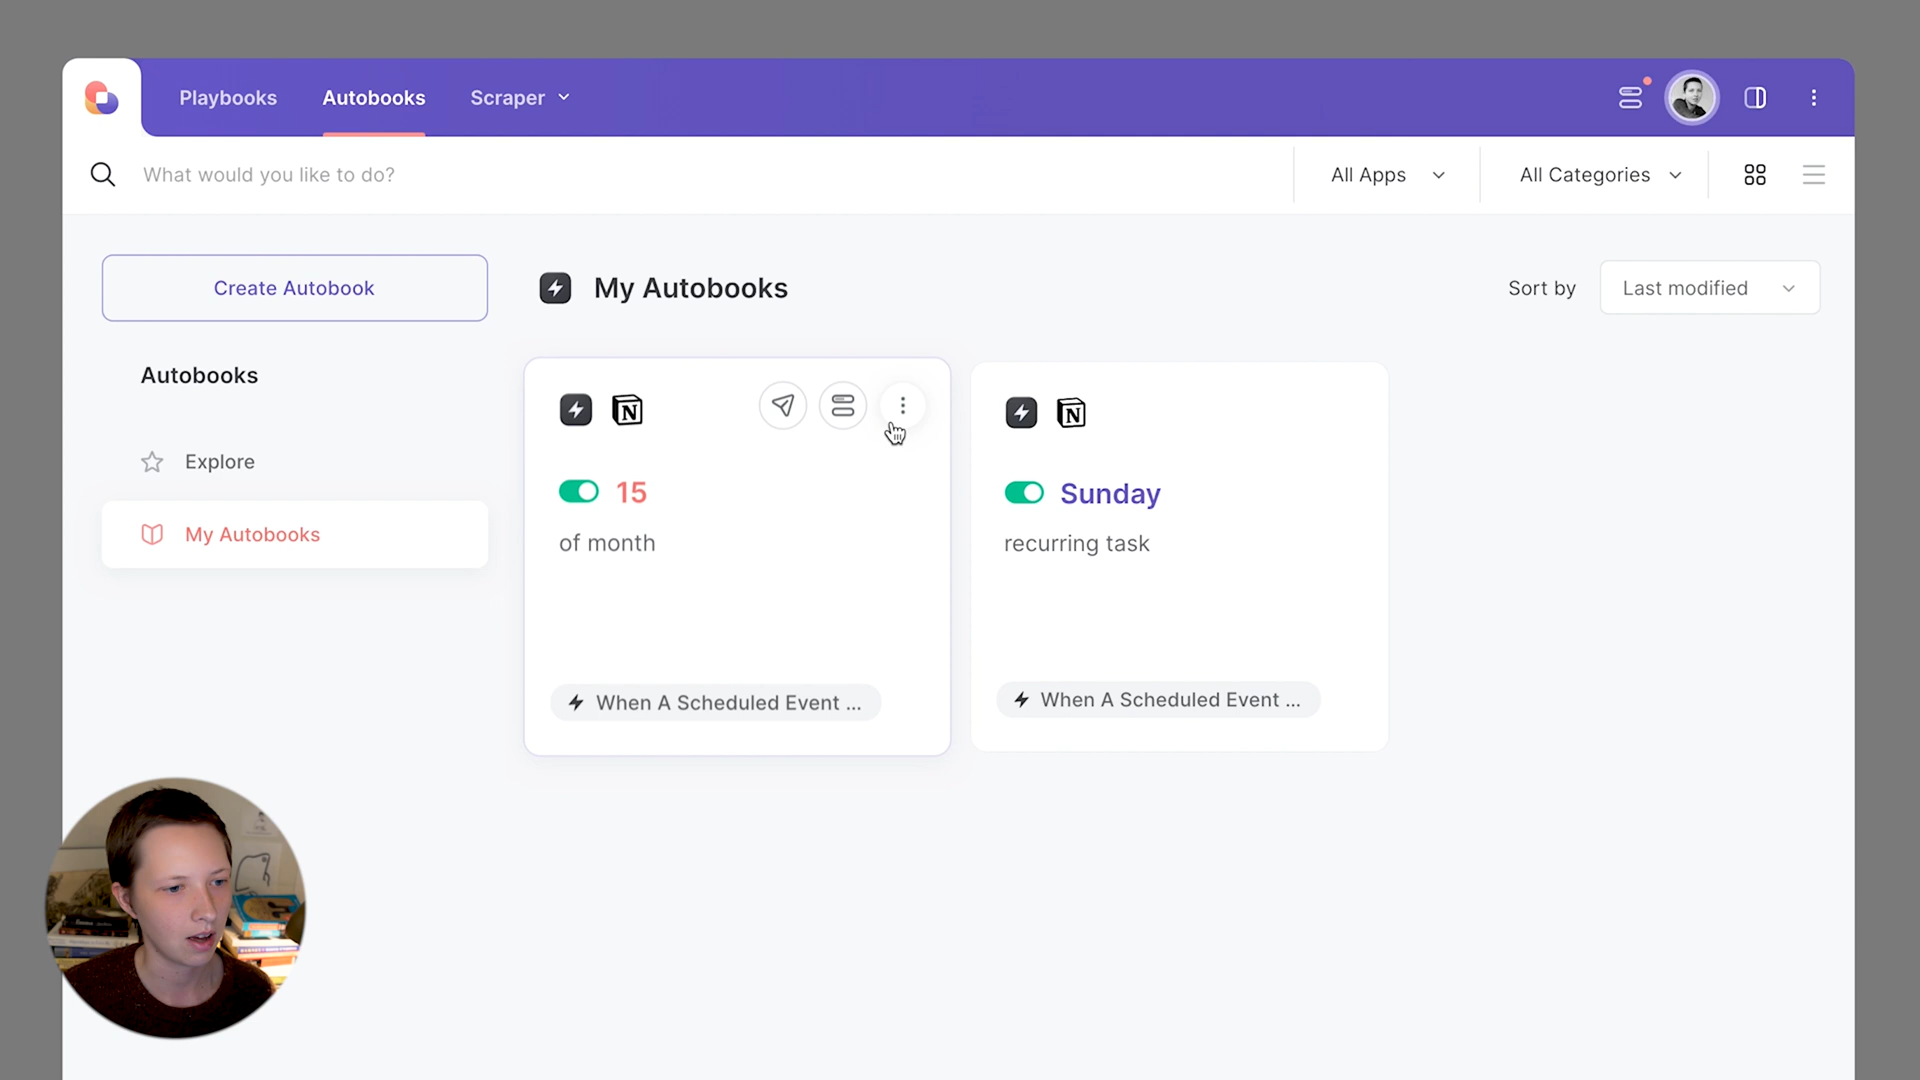 Playbooks
Autobooks
Scraper
What would you like to do?
All Apps
All Categories
Create Autobook
My Autobooks
Sort by
Last modified
Autobooks
Explore
My Autobooks
15
of month
When A Scheduled Event ...
Sunday
recurring task
When A Scheduled Event ...